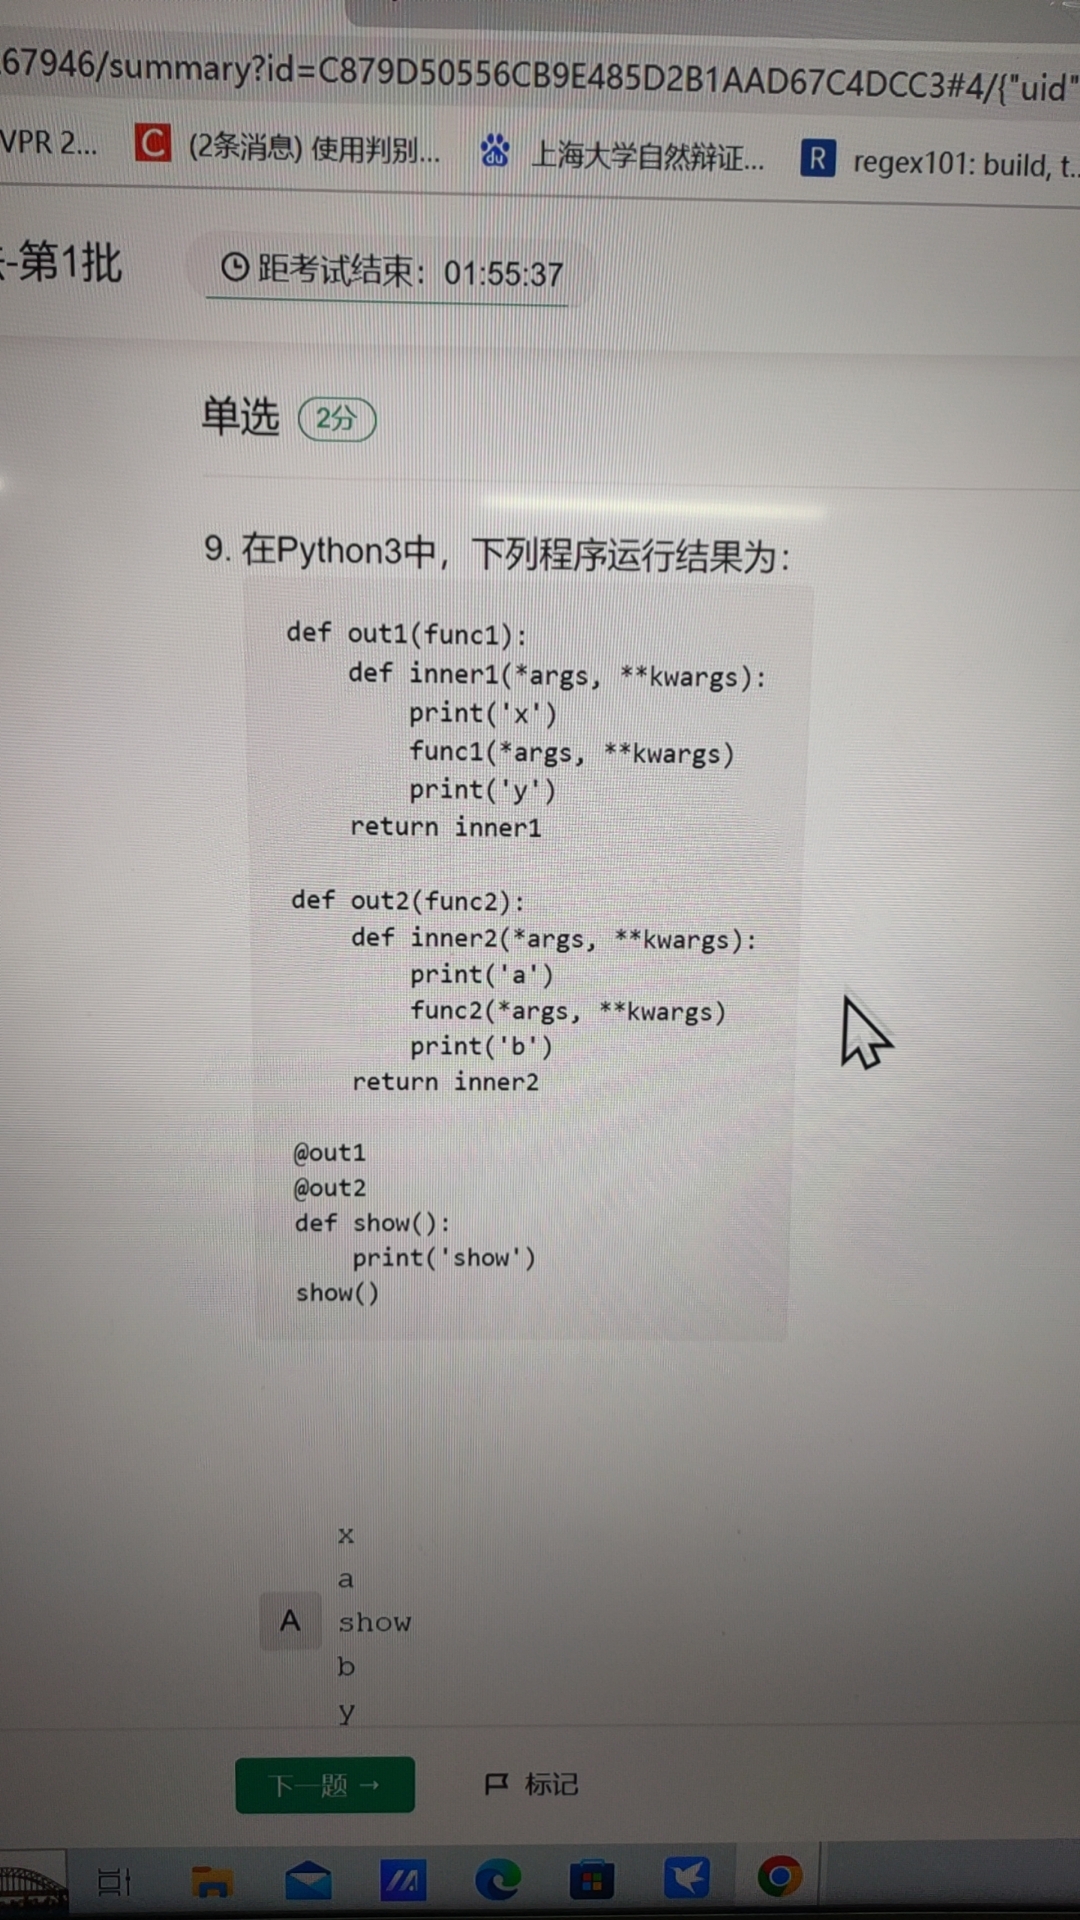 67946/summary?id=C879D50556CB9E485D2B1AAD67C4DCC3#4/{"uid"
VPR 2... (2条消息) 使用判别... 上海大学自然辩证... R regex101: build, t..
-第1批 距考试结束：01:55:37
单选 2分
9. 在Python3中，下列程序运行结果为：
def out1(func1):
    def inner1(*args, **kwargs):
        print('x')
        func1(*args, **kwargs)
        print('y')
    return inner1
def out2(func2):
    def inner2(*args, **kwargs):
        print('a')
        func2(*args, **kwargs)
        print('b')
    return inner2
@out1
@out2
def show():
    print('show')
show()
x
a
A show
b
y
下一题 → 标记